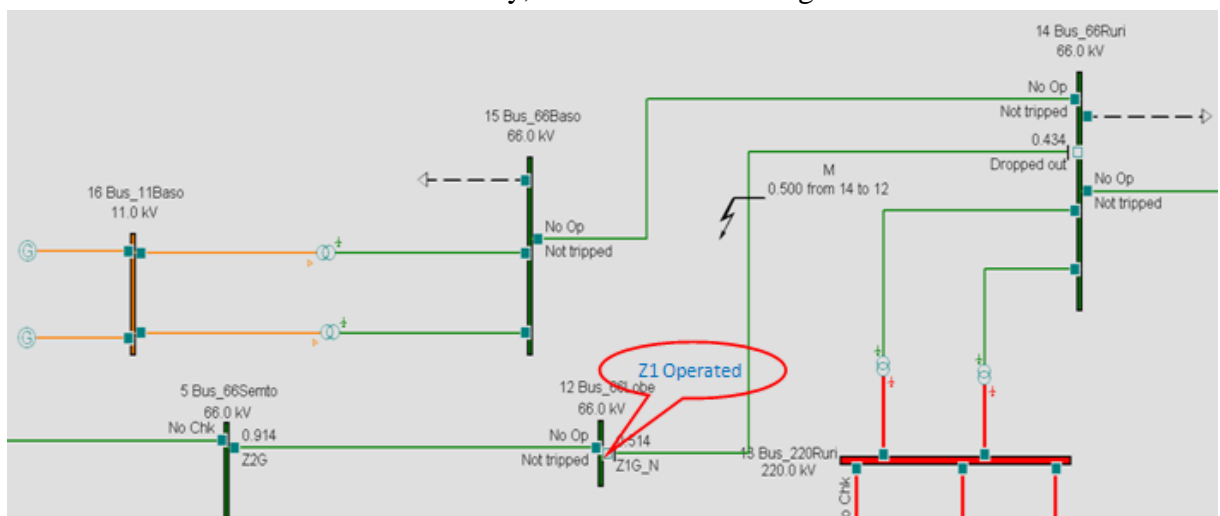 14 Bus_66Ruri
66.0 kV
No Op
Not tripped
15 Bus_66Baso
66.0 kV
0.434
Dropped out
M
0.500 from 14 to 12
16 Bus_11Baso
11.0 kV
No Op
Not tripped
No Op
Not tripped
G
G
Z1 Operated
5 Bus_66Semto
66.0 kV
12 Bus_66Lobe
66.0 kV
No Chk
0.914
Z2G
No Op
Not tripped
Z1G_N
13 Bus_220Ruri
220.0 kV